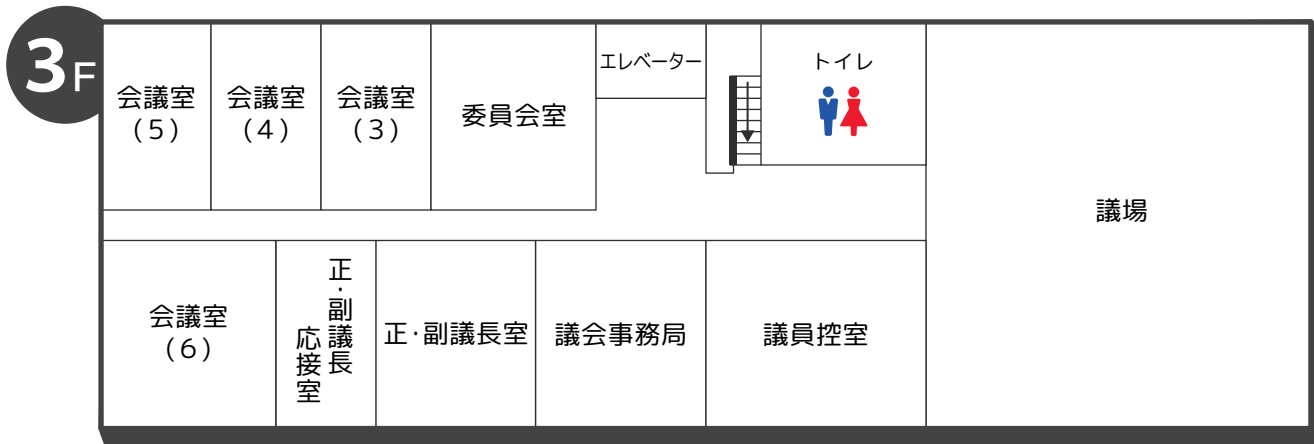 3F
会議室
(5)
会議室
(4)
会議室
(3)
委員会室
エレベーター
トイレ
議場
会議室
(6)
正・副議長
応接室
正・副議長室
議会事務局
議員控室